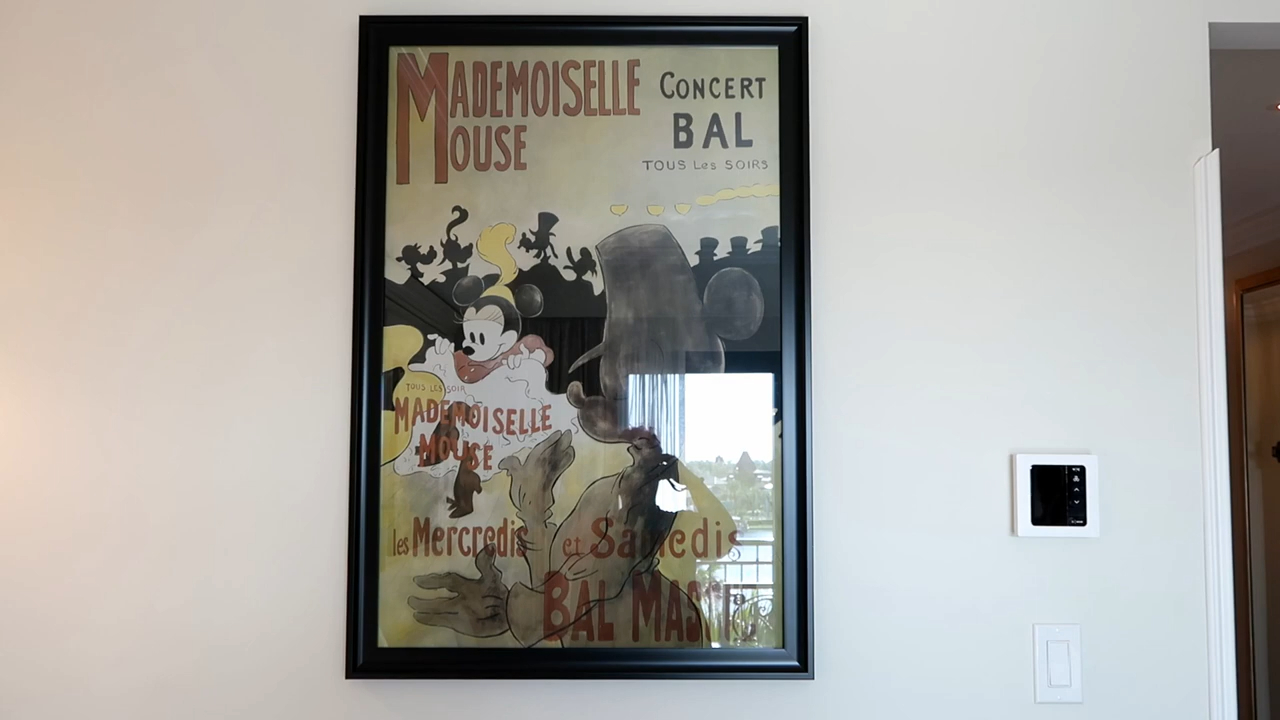 MADEMOISELLE
MOUSE
CONCERT
BAL
TOUS Les SOIRS
TOUS LES SOIR
MADEMOISELLE
MOUSE
les Mercredis et Samedis
BAL MAS